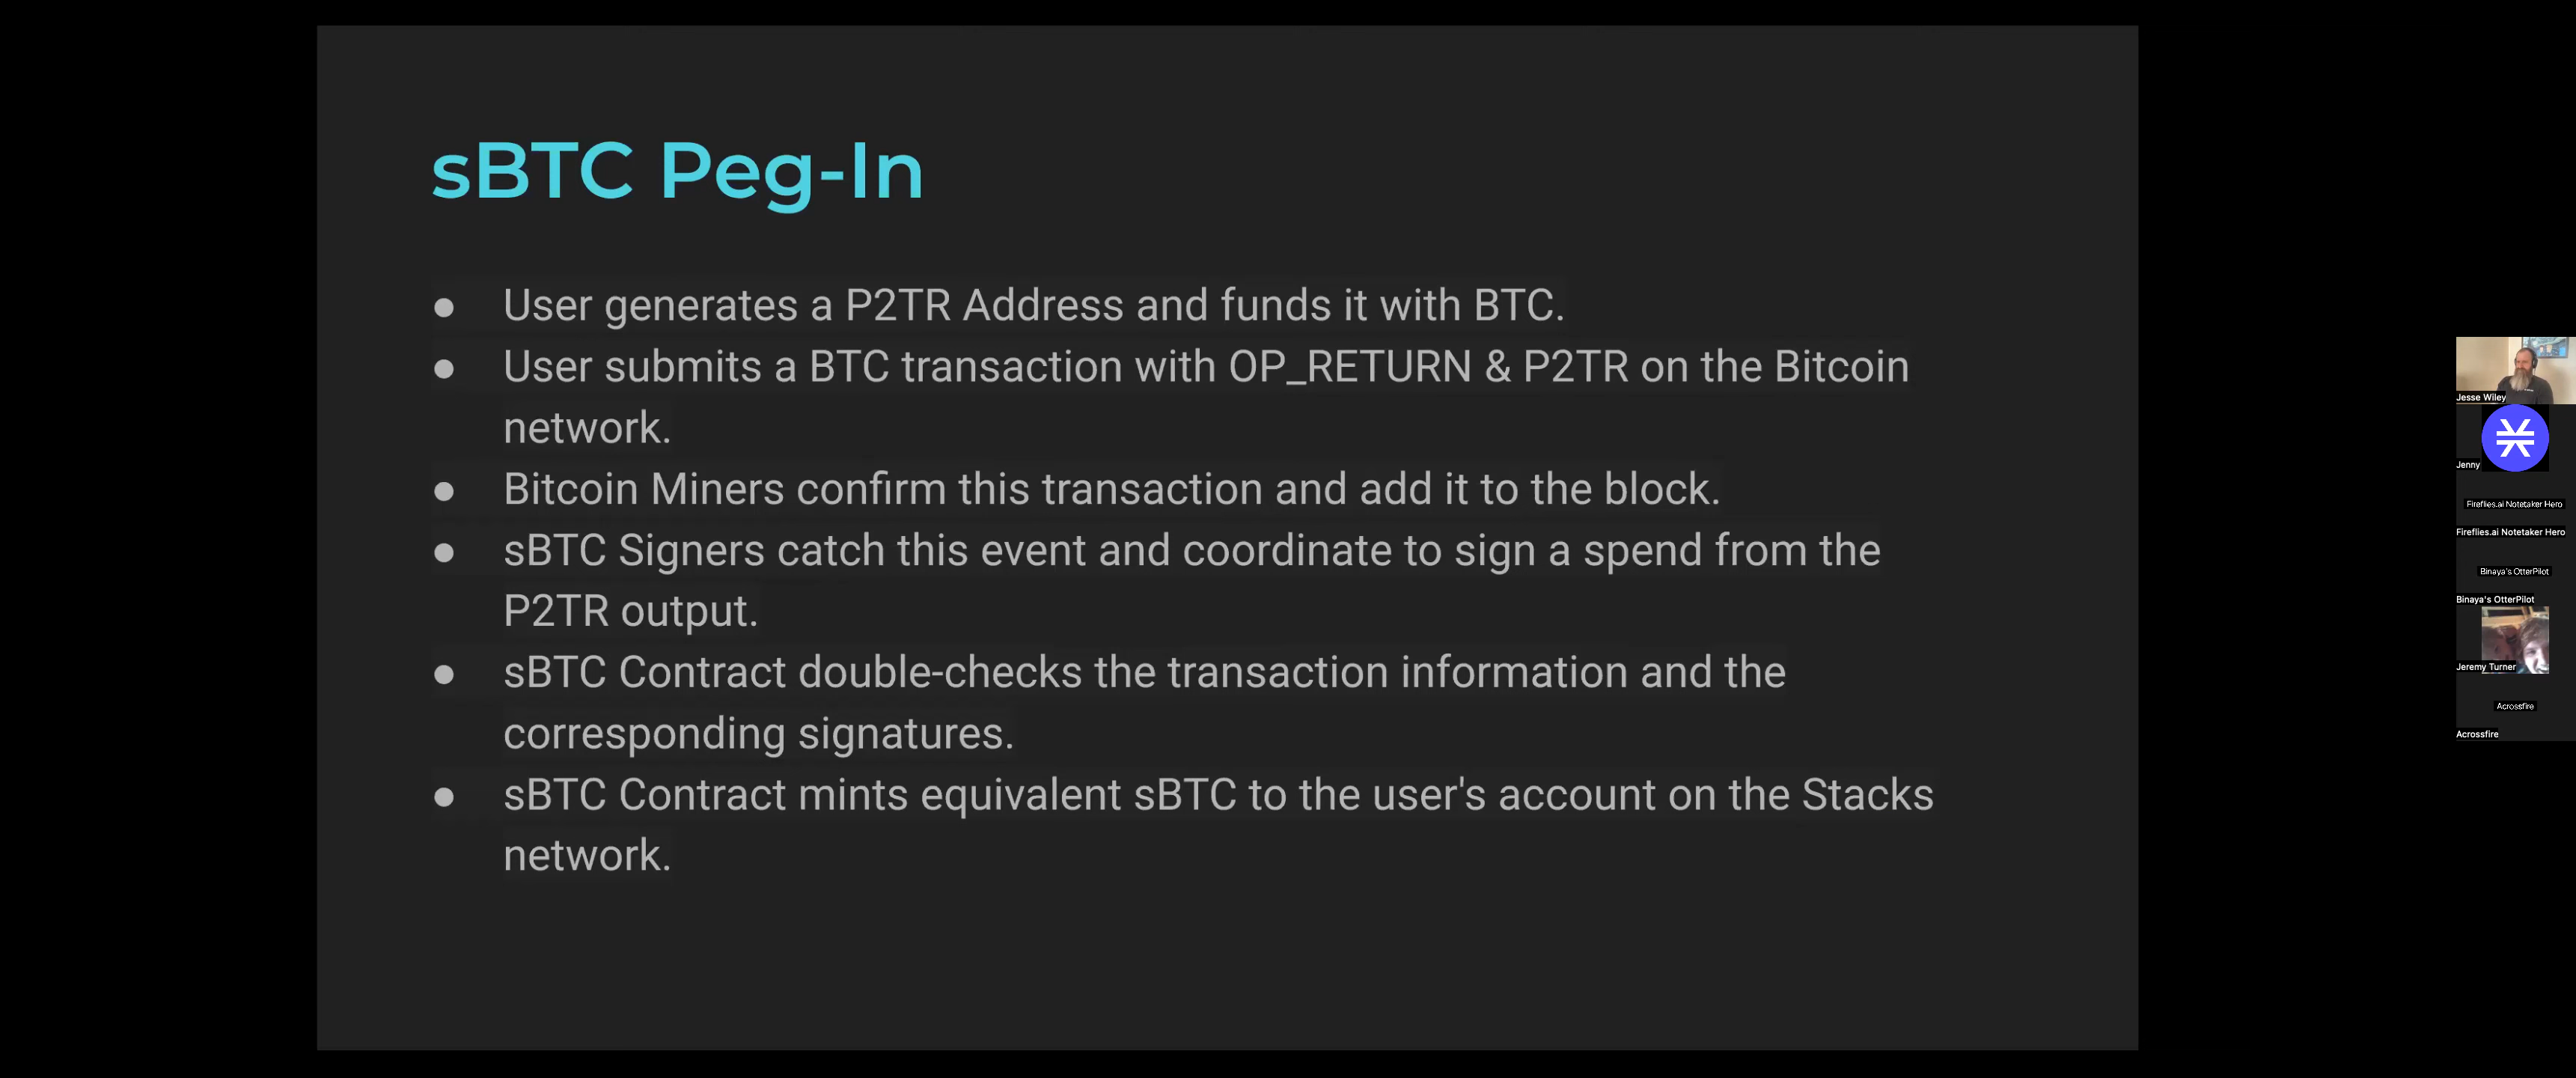 sBTC Peg-In
● User generates a P2TR Address and funds it with BTC.
● User submits a BTC transaction with OP_RETURN & P2TR on the Bitcoin
network.
● Bitcoin Miners confirm this transaction and add it to the block.
● sBTC Signers catch this event and coordinate to sign a spend from the
P2TR output.
● sBTC Contract double-checks the transaction information and the
corresponding signatures.
● sBTC Contract mints equivalent sBTC to the user's account on the Stacks
network.
Jesse Wiley
Jenny
Fireflies.ai Notetaker Hero
Fireflies.ai Notetaker Hero
Binaya's OtterPilot
Binaya's OtterPilot
Jeremy Turner
Acrossfire
Acrossfire